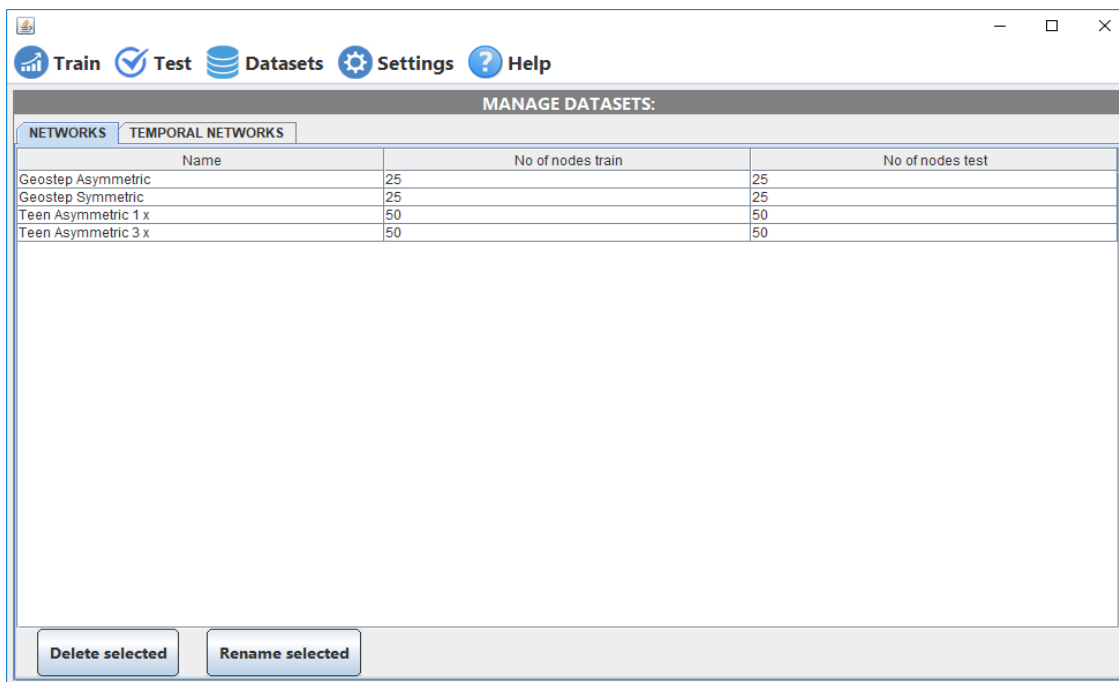 Train Test Datasets Settings ? Help
MANAGE DATASETS:
NETWORKS TEMPORAL NETWORKS
Name No of nodes train No of nodes test
Geostep Asymmetric 25 25
Geostep Symmetric 25 25
Teen Asymmetric 1 x 50 50
Teen Asymmetric 3 x 50 50
Delete selected Rename selected